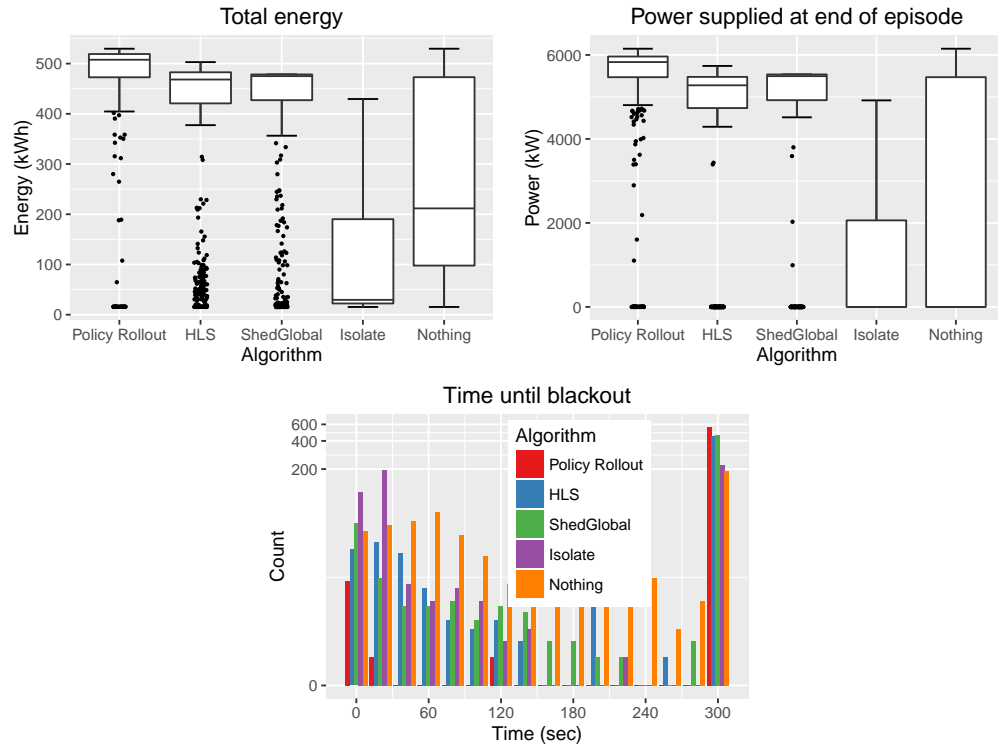 Total energy
Energy (kWh)
500
400
300
200
100
0
Policy Rollout HLS ShedGlobal Isolate Nothing
Algorithm
Power supplied at end of episode
Power (kW)
6000
4000
2000
0
Policy Rollout HLS ShedGlobal Isolate Nothing
Algorithm
Time until blackout
Count
600
400
200
0
Algorithm
Policy Rollout
HLS
ShedGlobal
Isolate
Nothing
0 60 120 180 240 300
Time (sec)